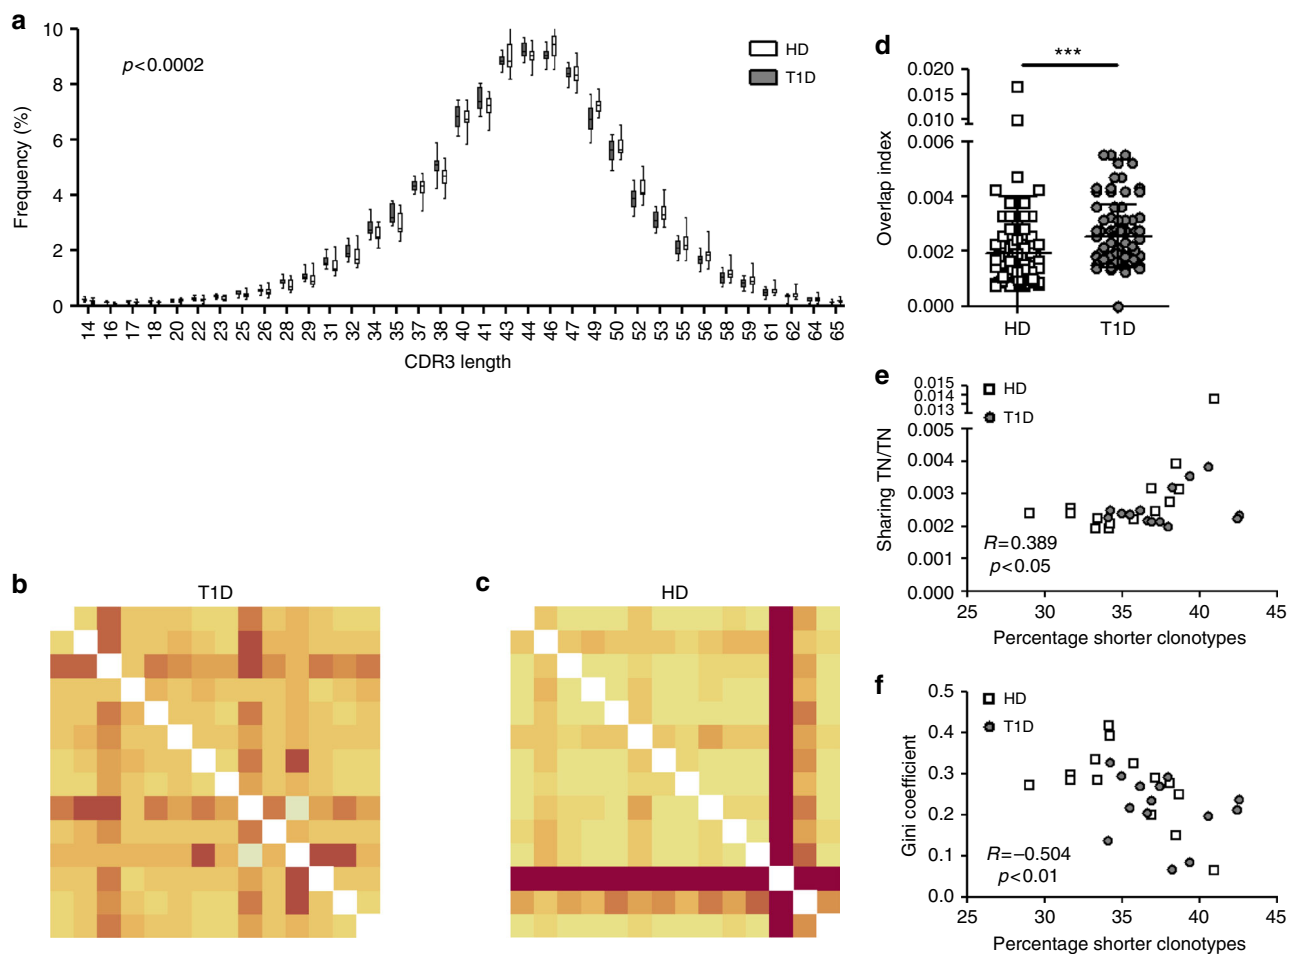 a
10
8
6
4
2
0
Frequency (%)
p<0.0002
HD
T1D
14 16 17 18 20 22 23 25 26 28 29 31 32 34 35 37 38 40 41 43 44 46 47 49 50 52 53 55 56 58 59 61 62 64 65
CDR3 length
b
T1D
c
HD
d
***
0.020
0.015
0.010
0.006
0.004
0.002
0.000
Overlap index
HD T1D
e
0.015
0.014
0.013
0.005
0.004
0.003
0.002
0.001
0.000
Sharing TN/TN
HD
T1D
R=0.389
p<0.05
25 30 35 40 45
Percentage shorter clonotypes
f
0.5
0.4
0.3
0.2
0.1
0.0
Gini coefficient
HD
T1D
R=−0.504
p<0.01
25 30 35 40 45
Percentage shorter clonotypes